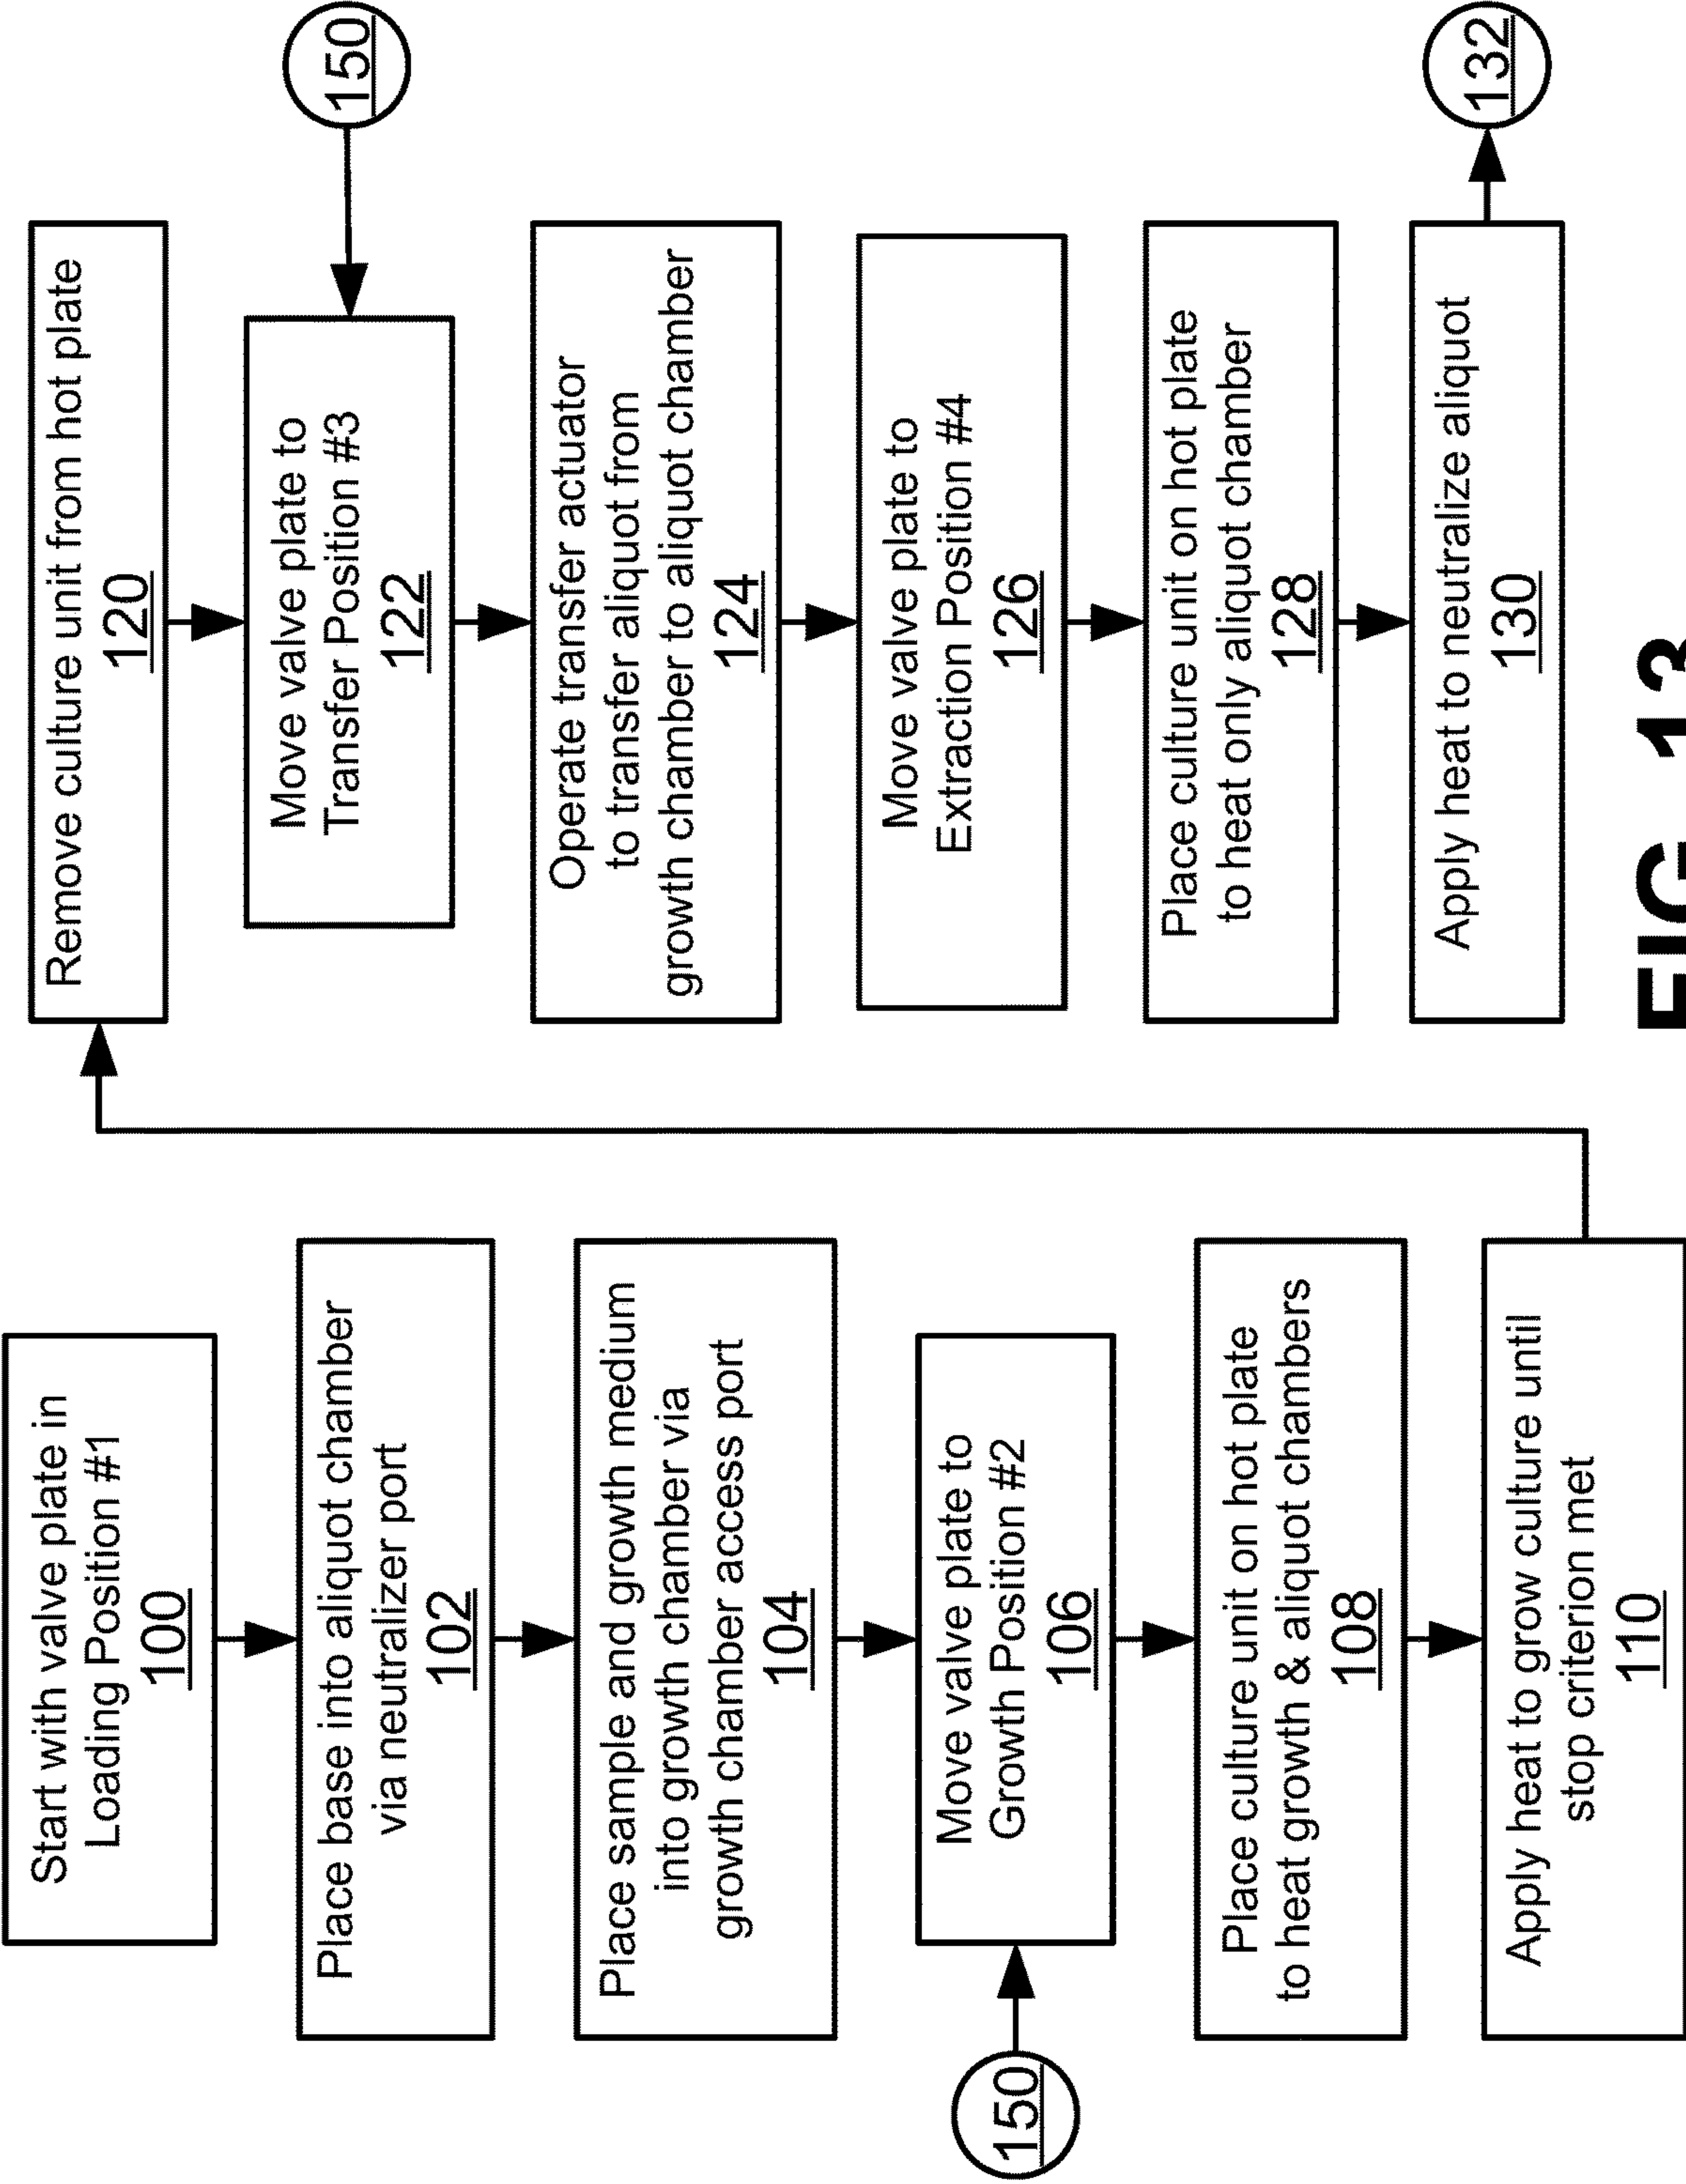 Start with valve plate in
Loading Position #1
100
Place base into aliquot chamber
via neutralizer port
102
Place sample and growth medium
into growth chamber via
growth chamber access port
104
150
Move valve plate to
Growth Position #2
106
Place culture unit on hot plate
to heat growth & aliquot chambers
108
Apply heat to grow culture until
stop criterion met
110
Remove culture unit from hot plate
120
150
Move valve plate to
Transfer Position #3
122
Operate transfer actuator
to transfer aliquot from
growth chamber to aliquot chamber
124
Move valve plate to
Extraction Position #4
126
Place culture unit on hot plate
to heat only aliquot chamber
128
Apply heat to neutralize aliquot
130
132
FIG. 13